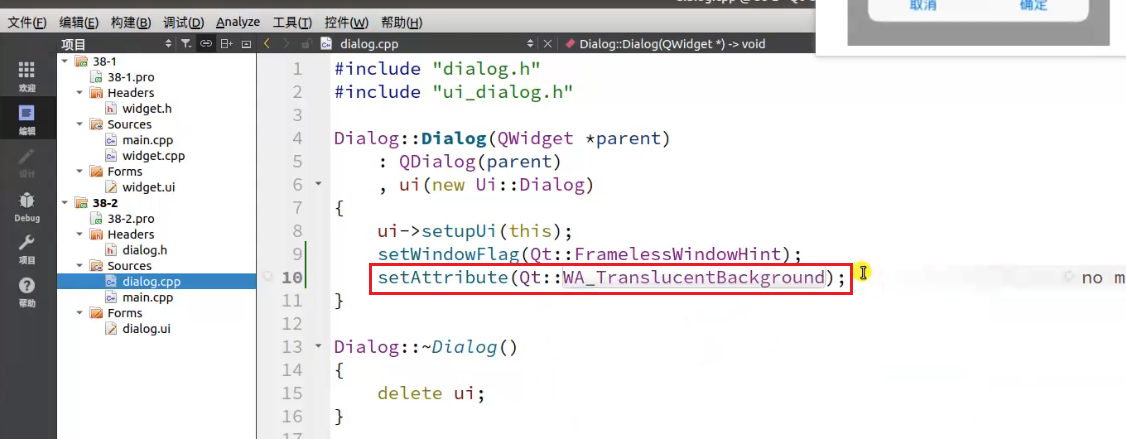 取消 确定
文件(F) 编辑(E) 构建(B) 调试(D) Analyze 工具(T) 控件(W) 帮助(H)
项目
dialog.cpp
Dialog::Dialog(QWidget *) -> void
欢迎
编辑
设计
Debug
项目
帮助
38-1
38-1.pro
Headers
widget.h
Sources
main.cpp
widget.cpp
Forms
widget.ui
38-2
38-2.pro
Headers
dialog.h
Sources
dialog.cpp
main.cpp
Forms
dialog.ui
1 #include "dialog.h"
2 #include "ui_dialog.h"
3
4 Dialog::Dialog(QWidget *parent)
5     : QDialog(parent)
6     , ui(new Ui::Dialog)
7 {
8     ui->setupUi(this);
9     setWindowFlag(Qt::FramelessWindowHint);
10     setAttribute(Qt::WA_TranslucentBackground); no m
11 }
12
13 Dialog::~Dialog()
14 {
15     delete ui;
16 }
17